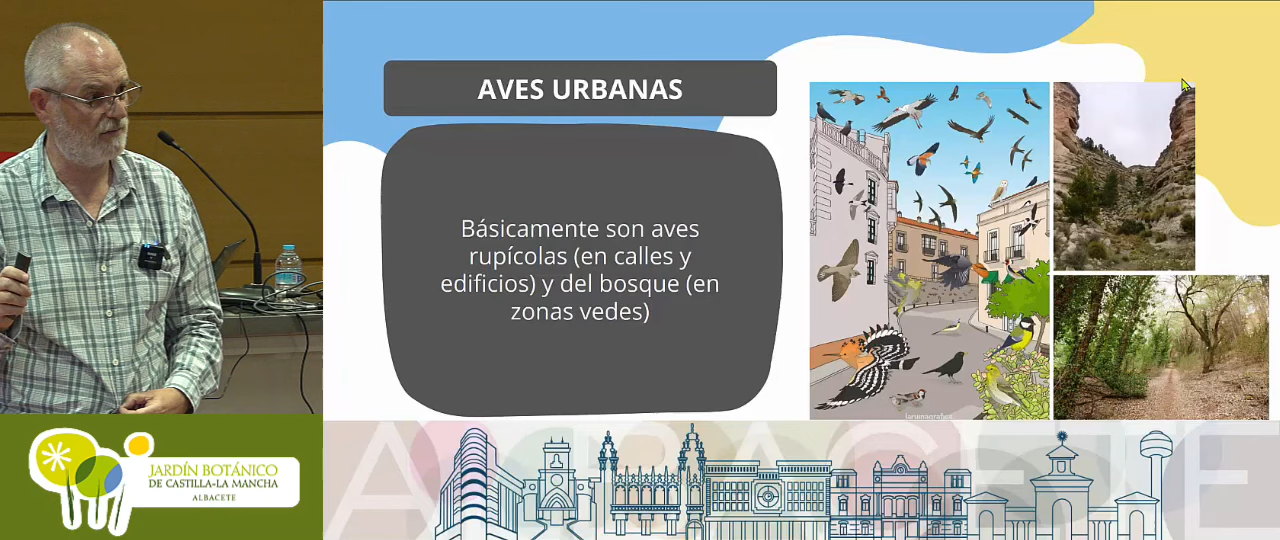 AVES URBANAS
Básicamente son aves
rupícolas (en calles y
edificios) y del bosque (en
zonas vedes)
JARDÍN BOTÁNICO
DE CASTILLA-LA MANCHA
ALBACETE
ALBACETE